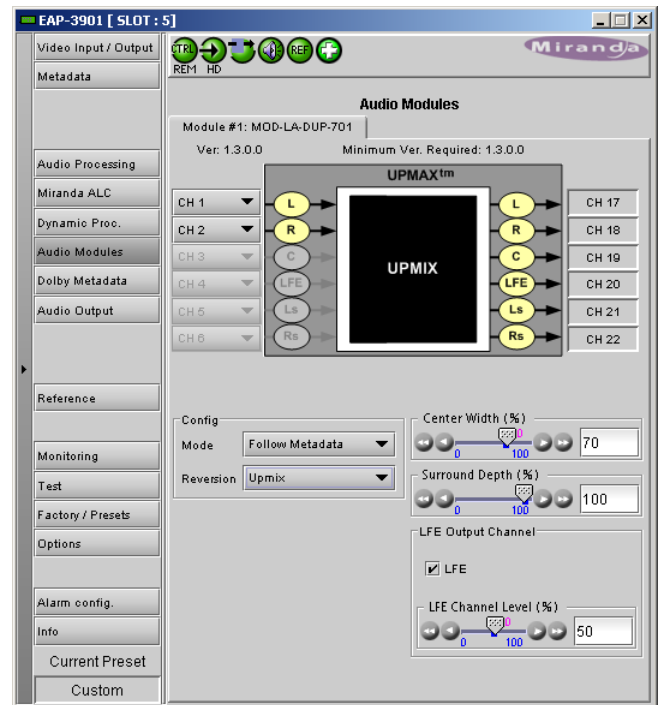 EAP-3901 [ SLOT : 5]
Video Input / Output
Metadata
Audio Processing
Miranda ALC
Dynamic Proc.
Audio Modules
Dolby Metadata
Audio Output
Reference
Monitoring
Test
Factory / Presets
Options
Alarm config.
Info
Current Preset
Custom
CTRL REF
REM HD
Miranda
Audio Modules
Module #1: MOD-LA-DUP-701
Ver: 1.3.0.0 Minimum Ver. Required: 1.3.0.0
UPMAXtm
CH 1 L L CH 17
CH 2 R R CH 18
CH 3 C C CH 19
CH 4 LFE LFE CH 20
CH 5 Ls Ls CH 21
CH 6 Rs Rs CH 22
UPMIX
Config
Mode Follow Metadata
Reversion Upmix
Center Width (%)
0 100 70
Surround Depth (%)
0 100 100
LFE Output Channel
LFE
LFE Channel Level (%)
0 100 50